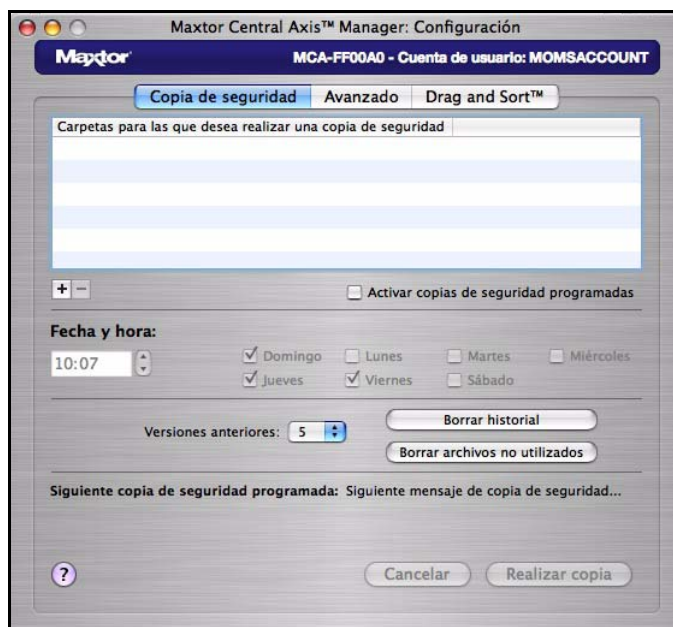 Maxtor Central Axis™ Manager: Configuración
Maxtor MCA-FF00A0 - Cuenta de usuario: MOMSACCOUNT
Copia de seguridad Avanzado Drag and Sort™
Carpetas para las que desea realizar una copia de seguridad
+ − Activar copias de seguridad programadas
Fecha y hora:
10:07 Domingo Lunes Martes Miércoles
Jueves Viernes Sábado
Versiones anteriores: 5 Borrar historial
Borrar archivos no utilizados
Siguiente copia de seguridad programada: Siguiente mensaje de copia de seguridad...
? Cancelar Realizar copia